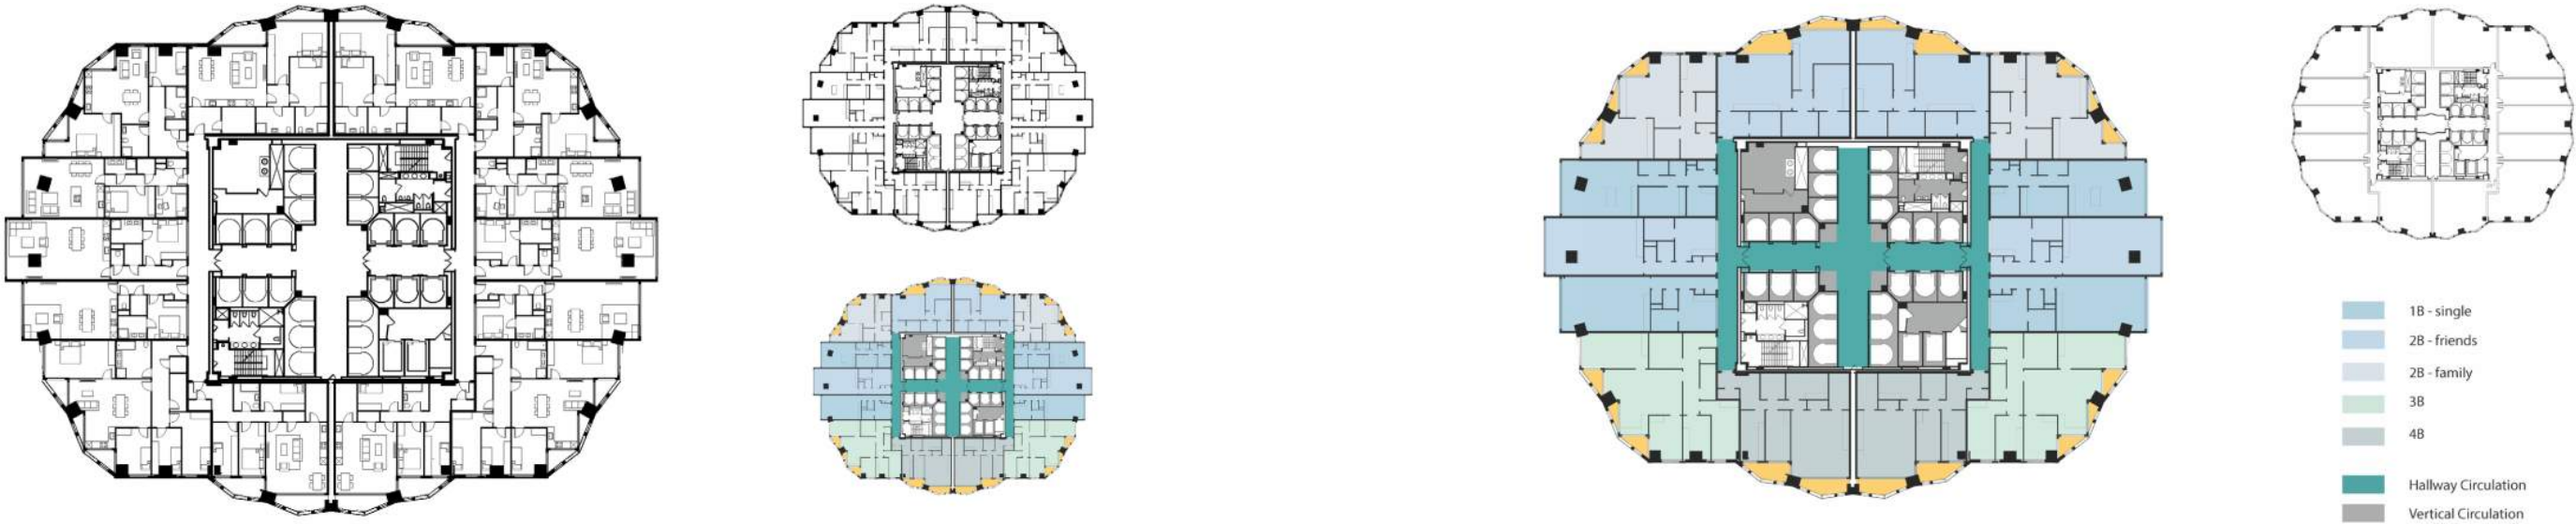 1B - single
2B - friends
2B - family
3B
4B
Hallway Circulation
Vertical Circulation